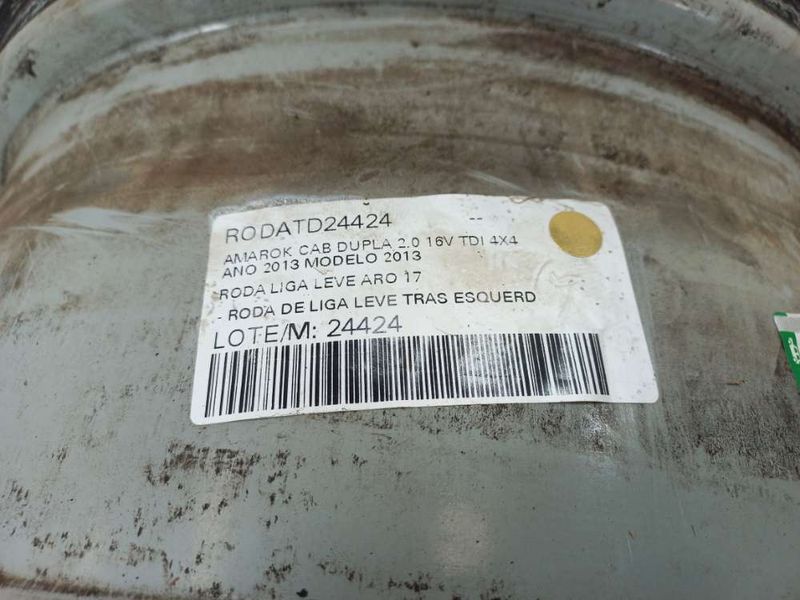 RODATD24424 --
AMAROK CAB DUPLA 2.0 16V TDI 4X4
ANO 2013 MODELO 2013
RODA LIGA LEVE ARO 17
- RODA DE LIGA LEVE TRAS ESQUERD
LOTE/M: 24424